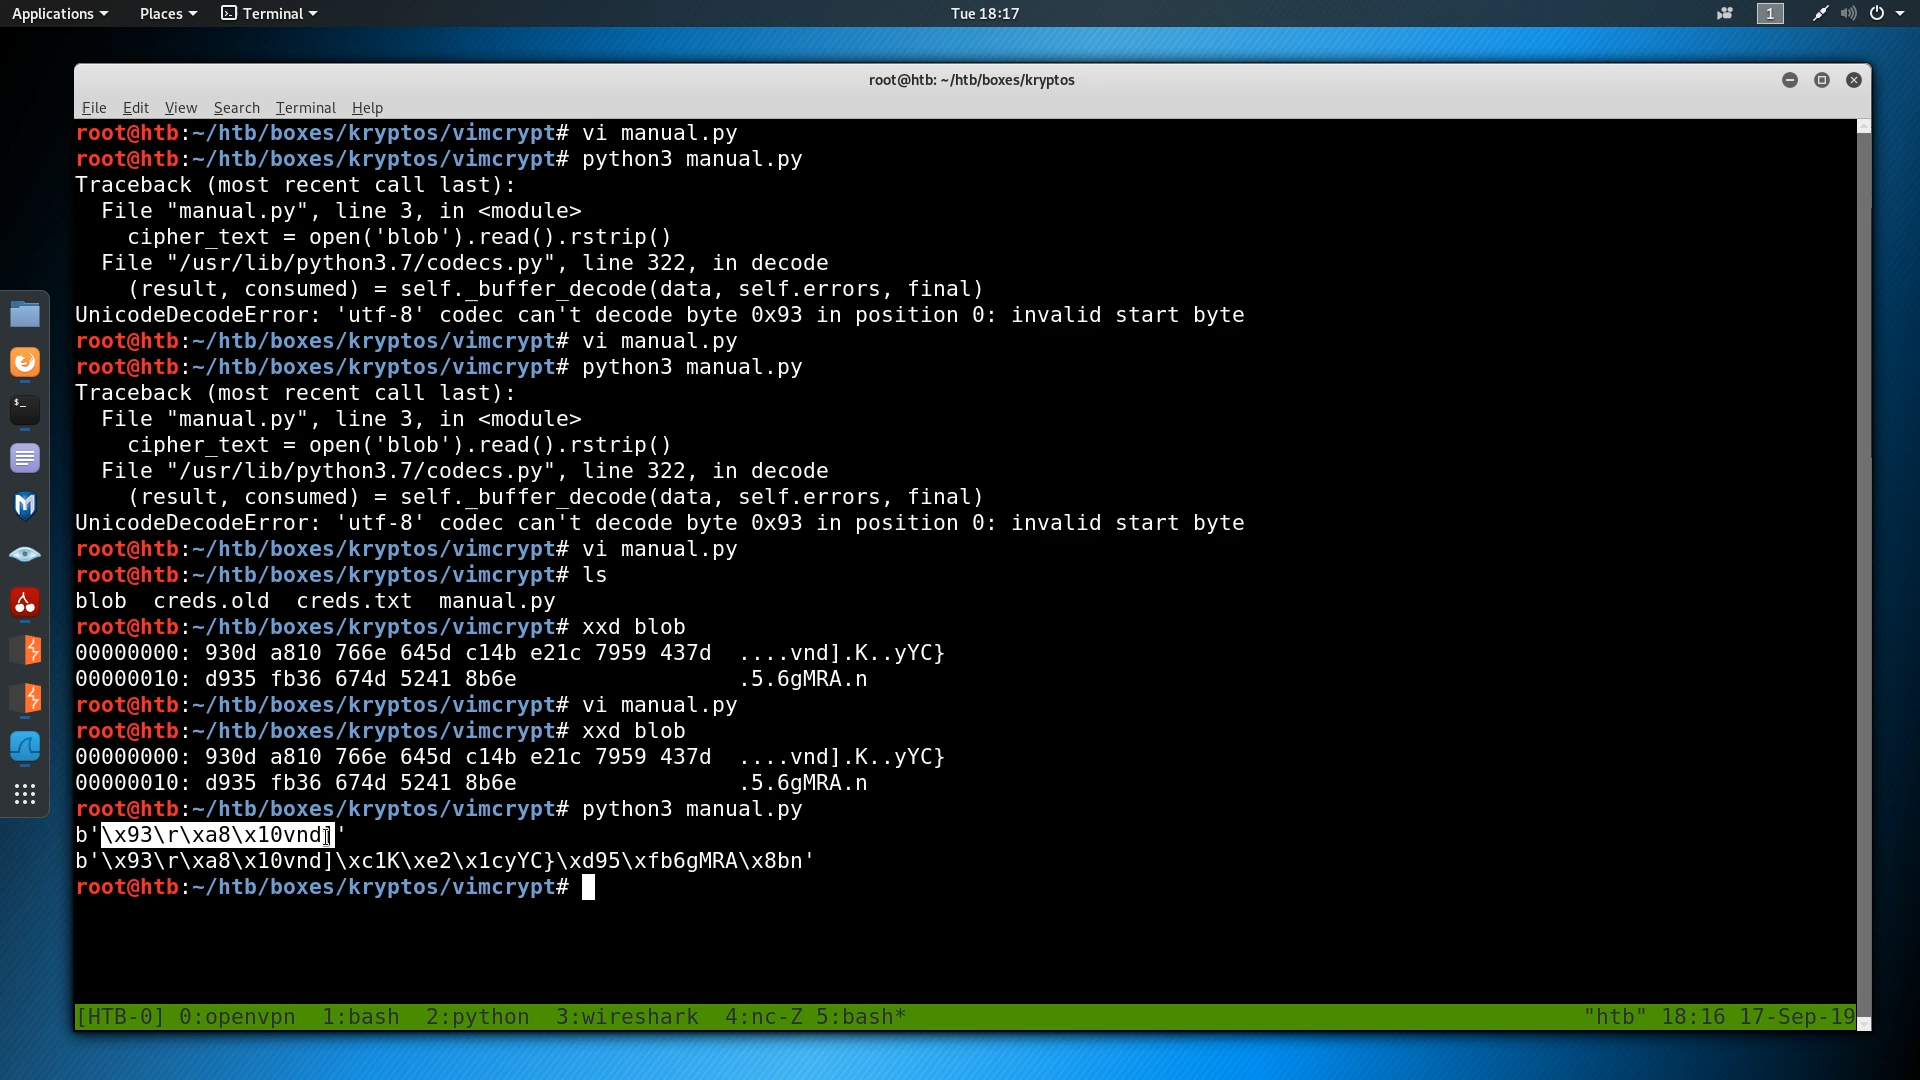 Applications Places Terminal Tue 18:17 1
root@htb: ~/htb/boxes/kryptos
File Edit View Search Terminal Help
root@htb:~/htb/boxes/kryptos/vimcrypt# vi manual.py
root@htb:~/htb/boxes/kryptos/vimcrypt# python3 manual.py
Traceback (most recent call last):
  File "manual.py", line 3, in <module>
    cipher_text = open('blob').read().rstrip()
  File "/usr/lib/python3.7/codecs.py", line 322, in decode
    (result, consumed) = self._buffer_decode(data, self.errors, final)
UnicodeDecodeError: 'utf-8' codec can't decode byte 0x93 in position 0: invalid start byte
root@htb:~/htb/boxes/kryptos/vimcrypt# vi manual.py
root@htb:~/htb/boxes/kryptos/vimcrypt# python3 manual.py
Traceback (most recent call last):
  File "manual.py", line 3, in <module>
    cipher_text = open('blob').read().rstrip()
  File "/usr/lib/python3.7/codecs.py", line 322, in decode
    (result, consumed) = self._buffer_decode(data, self.errors, final)
UnicodeDecodeError: 'utf-8' codec can't decode byte 0x93 in position 0: invalid start byte
root@htb:~/htb/boxes/kryptos/vimcrypt# vi manual.py
root@htb:~/htb/boxes/kryptos/vimcrypt# ls
blob  creds.old  creds.txt  manual.py
root@htb:~/htb/boxes/kryptos/vimcrypt# xxd blob
00000000: 930d a810 766e 645d c14b e21c 7959 437d  ....vnd].K..yYC}
00000010: d935 fb36 674d 5241 8b6e                 .5.6gMRA.n
root@htb:~/htb/boxes/kryptos/vimcrypt# vi manual.py
root@htb:~/htb/boxes/kryptos/vimcrypt# xxd blob
00000000: 930d a810 766e 645d c14b e21c 7959 437d  ....vnd].K..yYC}
00000010: d935 fb36 674d 5241 8b6e                 .5.6gMRA.n
root@htb:~/htb/boxes/kryptos/vimcrypt# python3 manual.py
b'\x93\r\xa8\x10vnd]'
b'\x93\r\xa8\x10vnd]\xc1K\xe2\x1cyYC}\xd95\xfb6gMRA\x8bn'
root@htb:~/htb/boxes/kryptos/vimcrypt#
[HTB-0] 0:openvpn  1:bash  2:python  3:wireshark  4:nc-Z 5:bash* "htb" 18:16 17-Sep-19